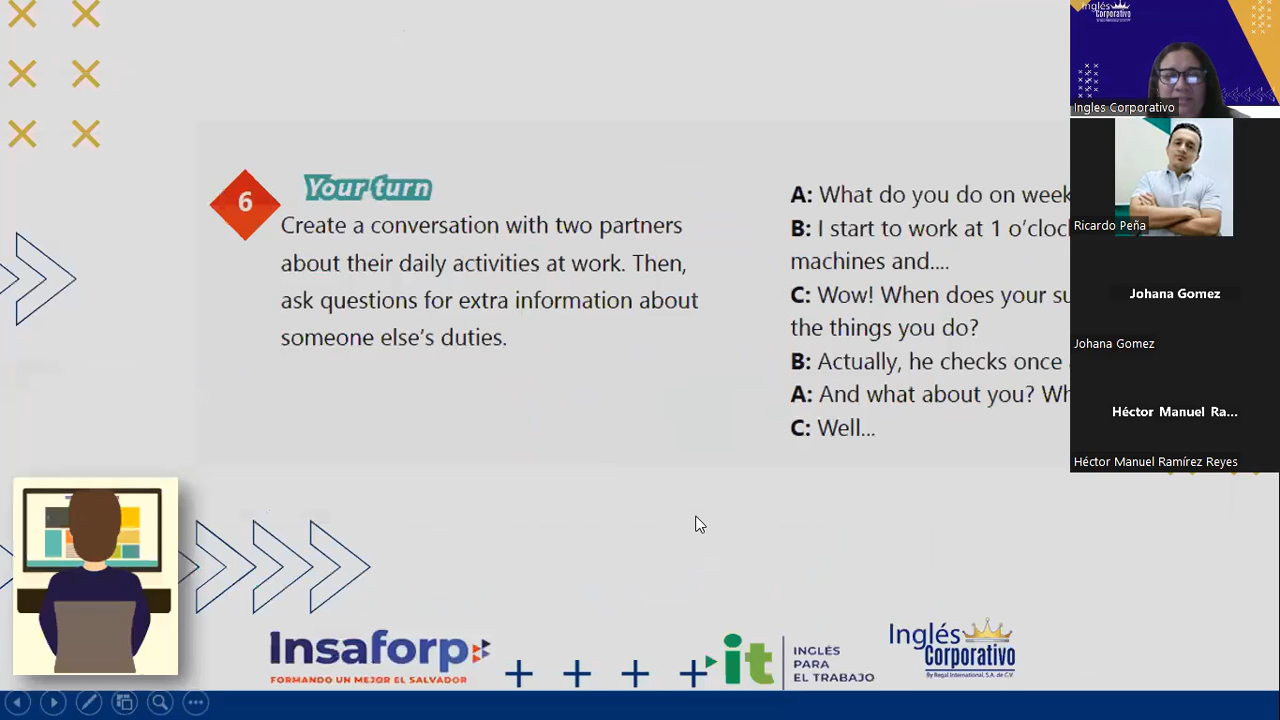 6
Your turn
Create a conversation with two partners
about their daily activities at work. Then,
ask questions for extra information about
someone else's duties.
A: What do you do on week
B: I start to work at 1 o'cloc
machines and....
C: Wow! When does your su
the things you do?
B: Actually, he checks once
A: And what about you? Wh
C: Well...
Inglés
Corporativo
Ingles Corporativo
Ricardo Peña
Johana Gomez
Johana Gomez
Héctor Manuel Ra...
Héctor Manuel Ramírez Reyes
Insaforp
FORMANDO UN MEJOR EL SALVADOR
it
INGLÉS
PARA
EL TRABAJO
Inglés
Corporativo
By Regal International, S.A. de C.V.